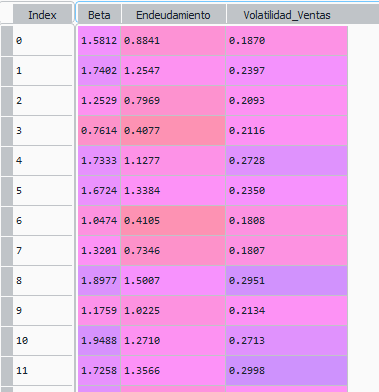 Index Beta Endeudamiento Volatilidad_Ventas
0 1.5812 0.8841 0.1870
1 1.7402 1.2547 0.2397
2 1.2529 0.7969 0.2093
3 0.7614 0.4077 0.2116
4 1.7333 1.1277 0.2728
5 1.6724 1.3384 0.2350
6 1.0474 0.4105 0.1808
7 1.3201 0.7346 0.1807
8 1.8977 1.5007 0.2951
9 1.1759 1.0225 0.2134
10 1.9488 1.2710 0.2713
11 1.7258 1.3566 0.2998